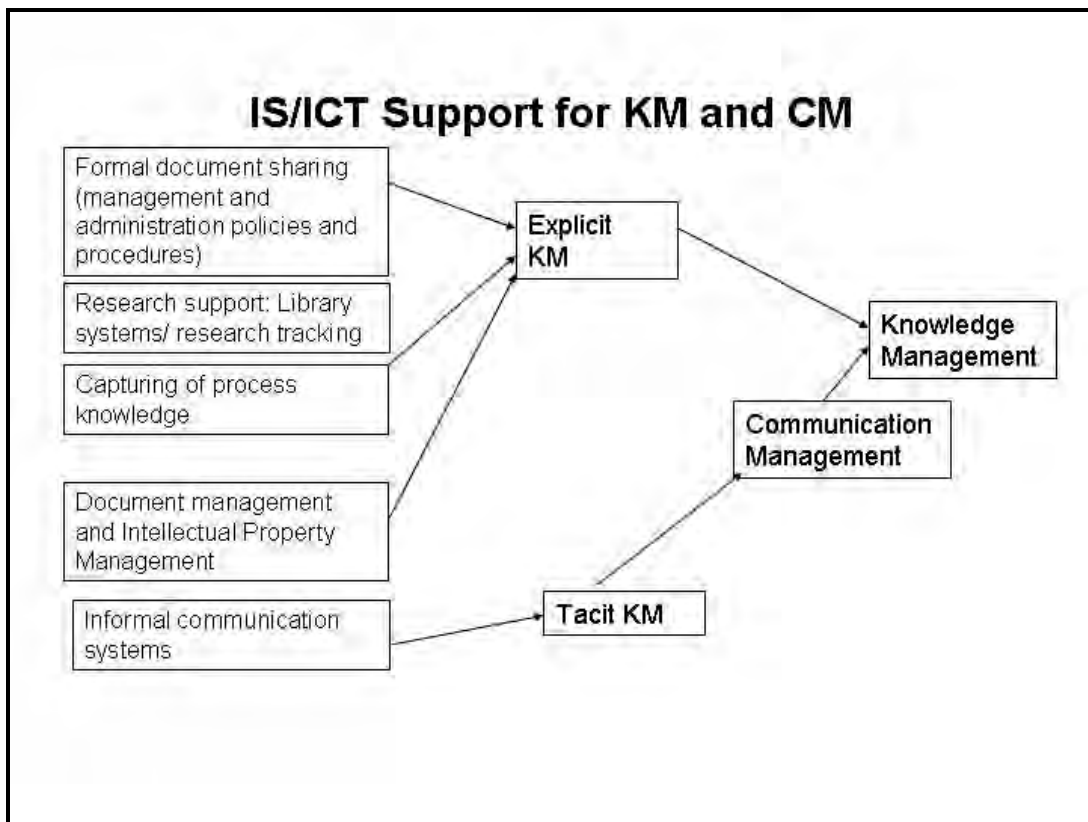 IS/ICT Support for KM and CM
Formal document sharing
(management and
administration policies and
procedures)
Research support: Library
systems/ research tracking
Capturing of process
knowledge
Document management
and Intellectual Property
Management
Informal communication
systems
Explicit
KM
Tacit KM
Communication
Management
Knowledge
Management